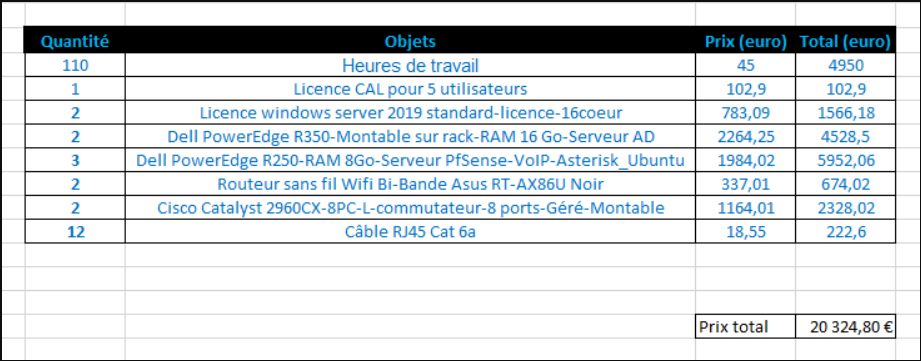 Quantité Objets Prix (euro) Total (euro)
110 Heures de travail 45 4950
1 Licence CAL pour 5 utilisateurs 102,9 102,9
2 Licence windows server 2019 standard-licence-16coeur 783,09 1566,18
2 Dell PowerEdge R350-Montable sur rack-RAM 16 Go-Serveur AD 2264,25 4528,5
3 Dell PowerEdge R250-RAM 8Go-Serveur PfSense-VoIP-Asterisk_Ubuntu 1984,02 5952,06
2 Routeur sans fil Wifi Bi-Bande Asus RT-AX86U Noir 337,01 674,02
2 Cisco Catalyst 2960CX-8PC-L-commutateur-8 ports-Géré-Montable 1164,01 2328,02
12 Câble RJ45 Cat 6a 18,55 222,6
Prix total 20 324,80 €